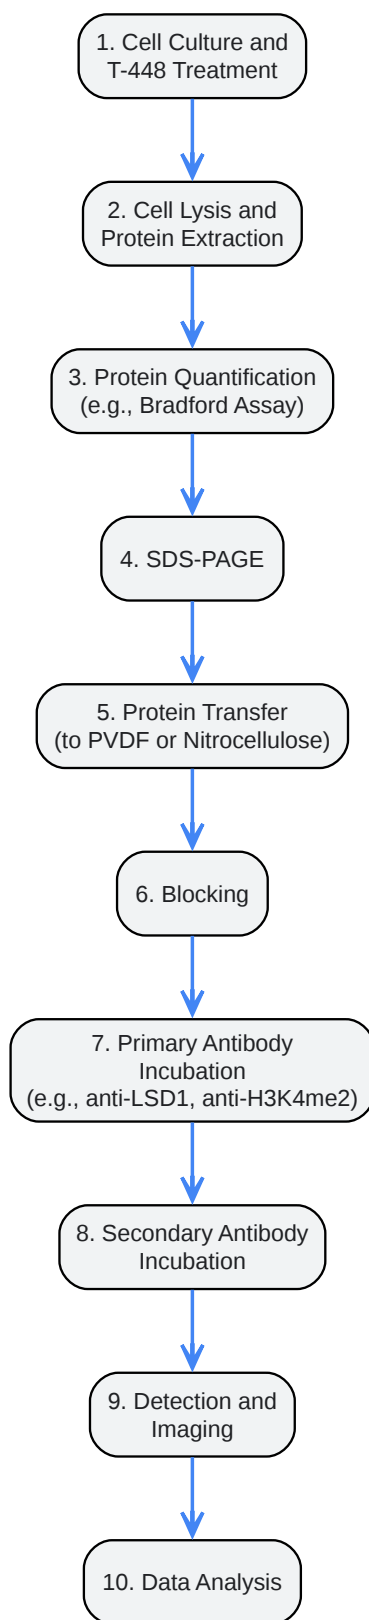 1. Cell Culture and
T-448 Treatment
2. Cell Lysis and
Protein Extraction
3. Protein Quantification
(e.g., Bradford Assay)
4. SDS-PAGE
5. Protein Transfer
(to PVDF or Nitrocellulose)
6. Blocking
7. Primary Antibody
Incubation
(e.g., anti-LSD1, anti-H3K4me2)
8. Secondary Antibody
Incubation
9. Detection and
Imaging
10. Data Analysis